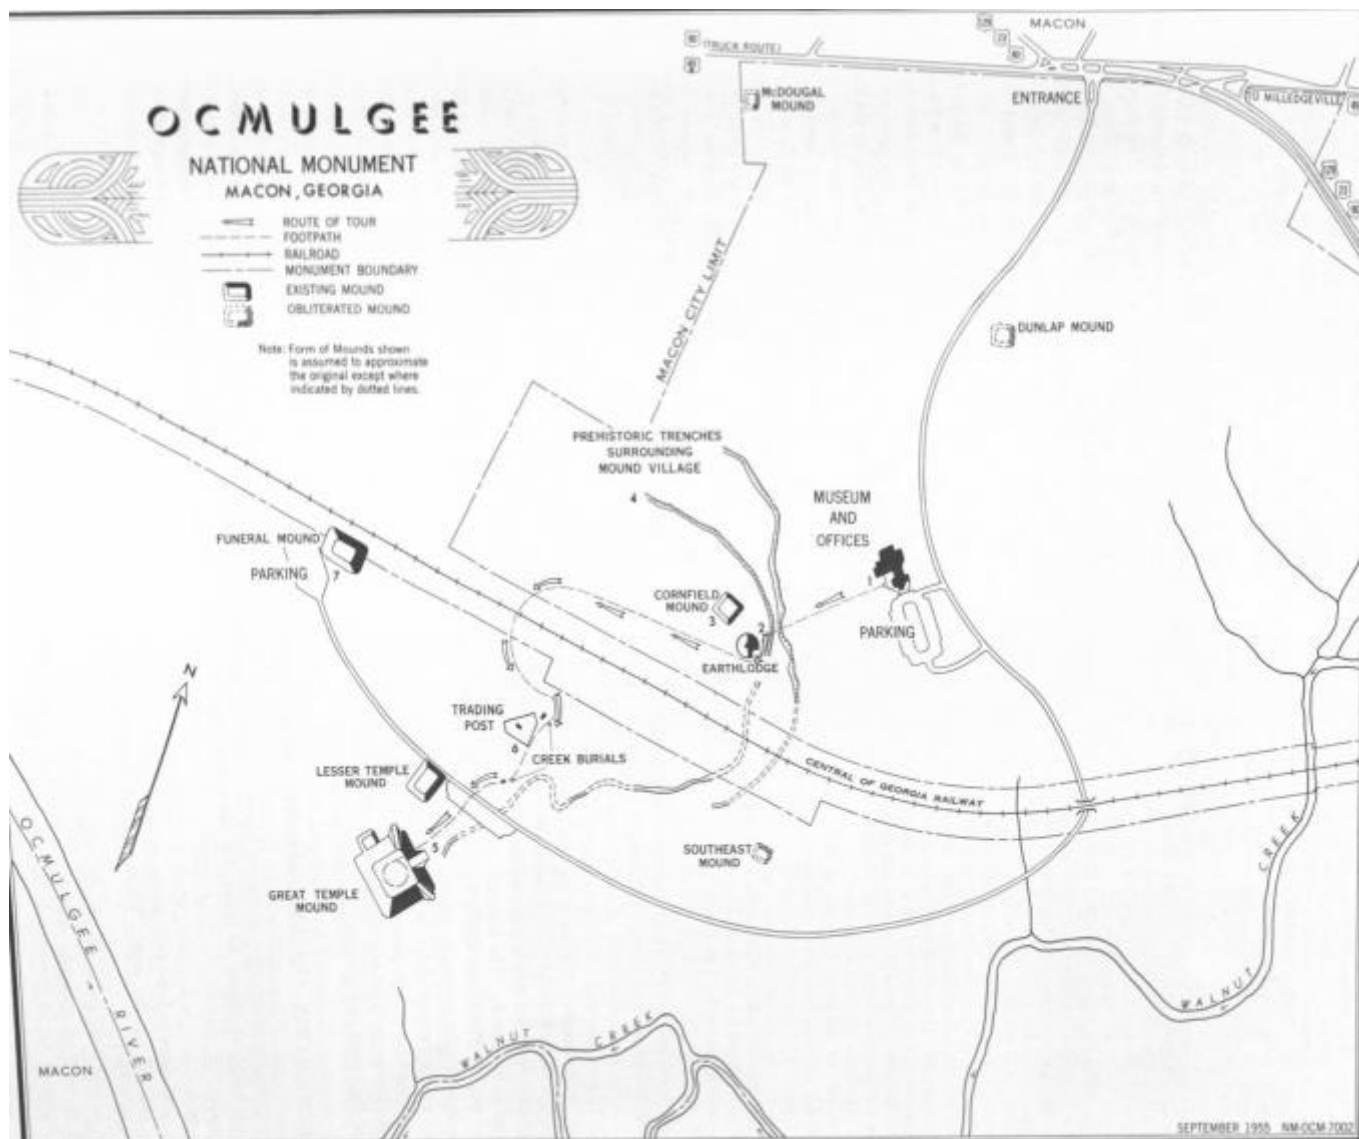 MACON
(TRUCK ROUTE)
McDOUGAL
MOUND
ENTRANCE
TO MILLEDGEVILLE
OCMULGEE
NATIONAL MONUMENT
MACON, GEORGIA
ROUTE OF TOUR
FOOTPATH
RAILROAD
MONUMENT BOUNDARY
EXISTING MOUND
OBLITERATED MOUND
Note: Form of Mounds shown
is assumed to approximate
the original except where
indicated by dotted lines.
MACON CITY LIMIT
DUNLAP MOUND
PREHISTORIC TRENCHES
SURROUNDING
MOUND VILLAGE
4
MUSEUM
AND
OFFICES
1
FUNERAL MOUND
PARKING
7
CORNFIELD
MOUND
3
2
EARTHLODGE
PARKING
N
TRADING
POST
6
CREEK BURIALS
LESSER TEMPLE
MOUND
5
GREAT TEMPLE
MOUND
CENTRAL OF GEORGIA RAILWAY
SOUTHEAST
MOUND
OCMULGEE RIVER
MACON
WALNUT CREEK
WALNUT CREEK
SEPTEMBER 1955 NM-OCM-7002